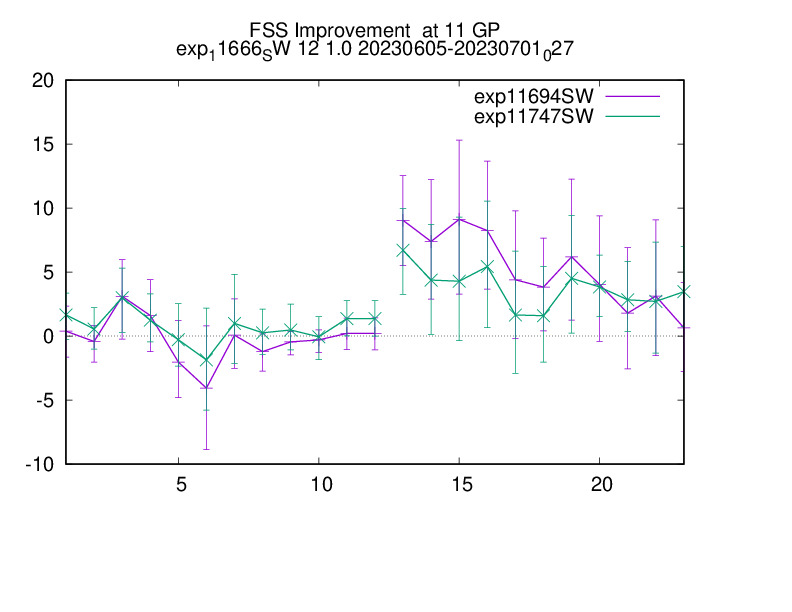 FSS Improvement  at 11 GP
exp₁1666ₛW 12 1.0 20230605-20230701₀27
exp11694SW
exp11747SW
20
15
10
5
0
-5
-10
5 10 15 20